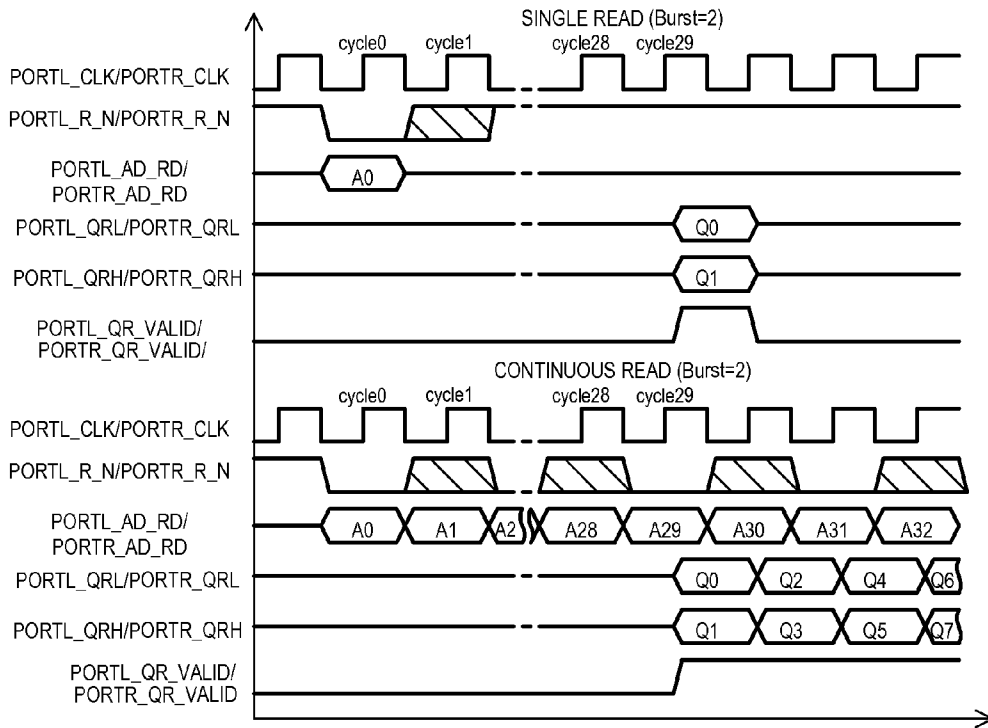 SINGLE READ (Burst=2)
cycle0 cycle1 cycle28 cycle29
PORTL_CLK/PORTR_CLK
PORTL_R_N/PORTR_R_N
PORTL_AD_RD/
PORTR_AD_RD
A0
PORTL_QRL/PORTR_QRL
Q0
PORTL_QRH/PORTR_QRH
Q1
PORTL_QR_VALID/
PORTR_QR_VALID/
CONTINUOUS READ (Burst=2)
cycle0 cycle1 cycle28 cycle29
PORTL_CLK/PORTR_CLK
PORTL_R_N/PORTR_R_N
PORTL_AD_RD/
PORTR_AD_RD
A0 A1 A2 A28 A29 A30 A31 A32
PORTL_QRL/PORTR_QRL
Q0 Q2 Q4 Q6
PORTL_QRH/PORTR_QRH
Q1 Q3 Q5 Q7
PORTL_QR_VALID/
PORTR_QR_VALID